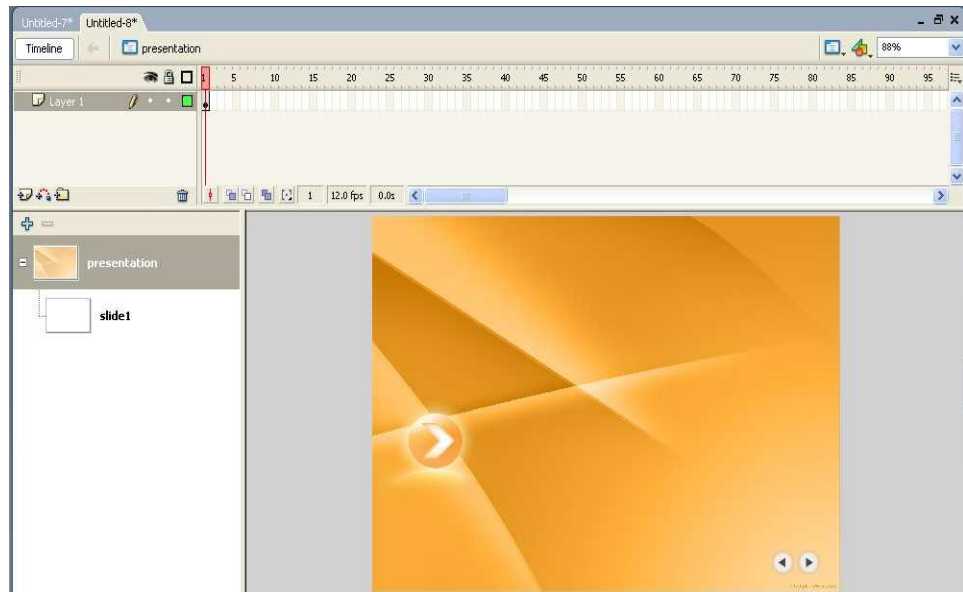 Untitled-7* Untitled-8*
Timeline presentation 88%
1 5 10 15 20 25 30 35 40 45 50 55 60 65 70 75 80 85 90 95
Layer 1
1 12.0 fps 0.0s
presentation
slide1